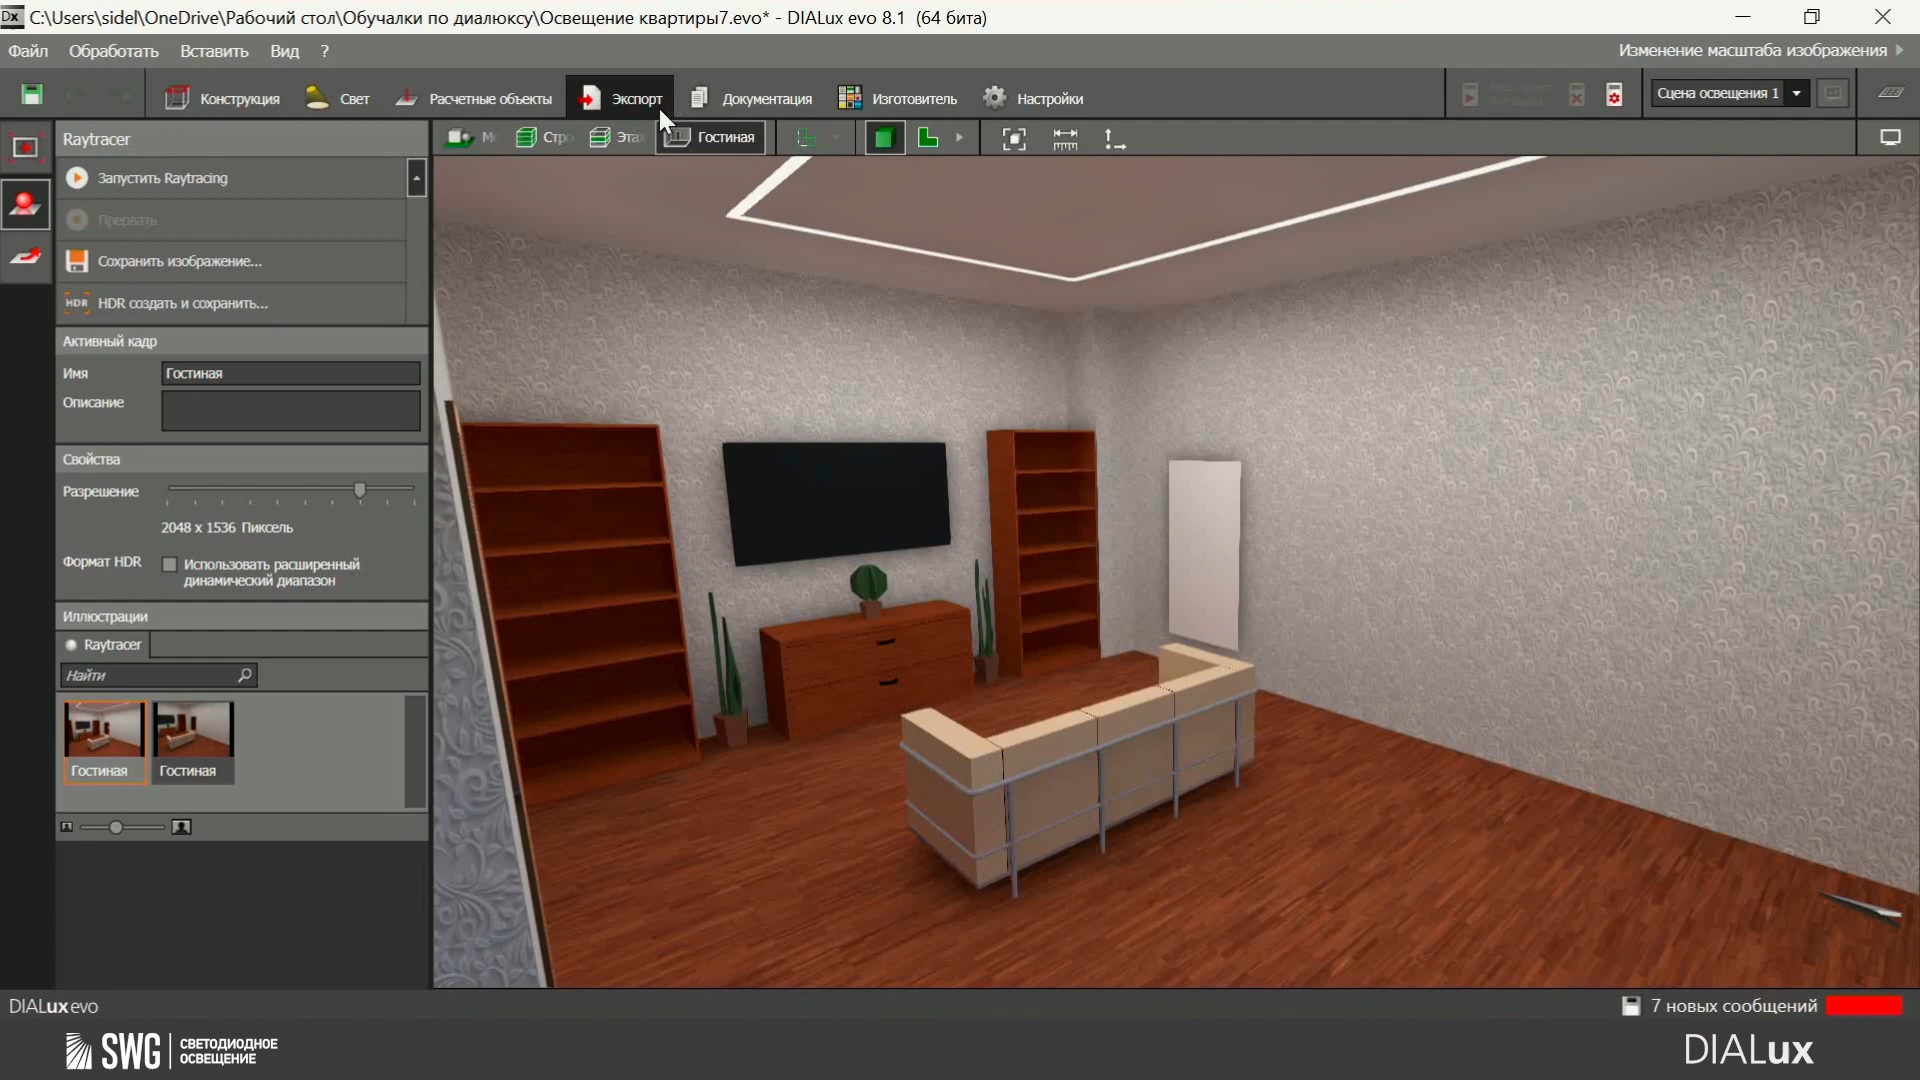 C:\Users\sidel\OneDrive\Рабочий стол\Обучалки по диалюксу\Освещение квартиры7.evo* - DIALux evo 8.1 (64 бита)
Файл Обработать Вставить Вид ?
Изменение масштаба изображения
Конструкция Свет Расчетные объекты Экспорт Документация Изготовитель Настройки
Сцена освещения 1
Raytracer
Стро Эта Гостиная
Запустить Raytracing
Прервать
Сохранить изображение...
HDR HDR создать и сохранить...
Активный кадр
Имя Гостиная
Описание
Свойства
Разрешение
2048 x 1536 Пиксель
Формат HDR Использовать расширенный
динамический диапазон
Иллюстрации
Raytracer
Найти
Гостиная Гостиная
DIALux evo
7 новых сообщений
SWG СВЕТОДИОДНОЕ
ОСВЕЩЕНИЕ
DIALux